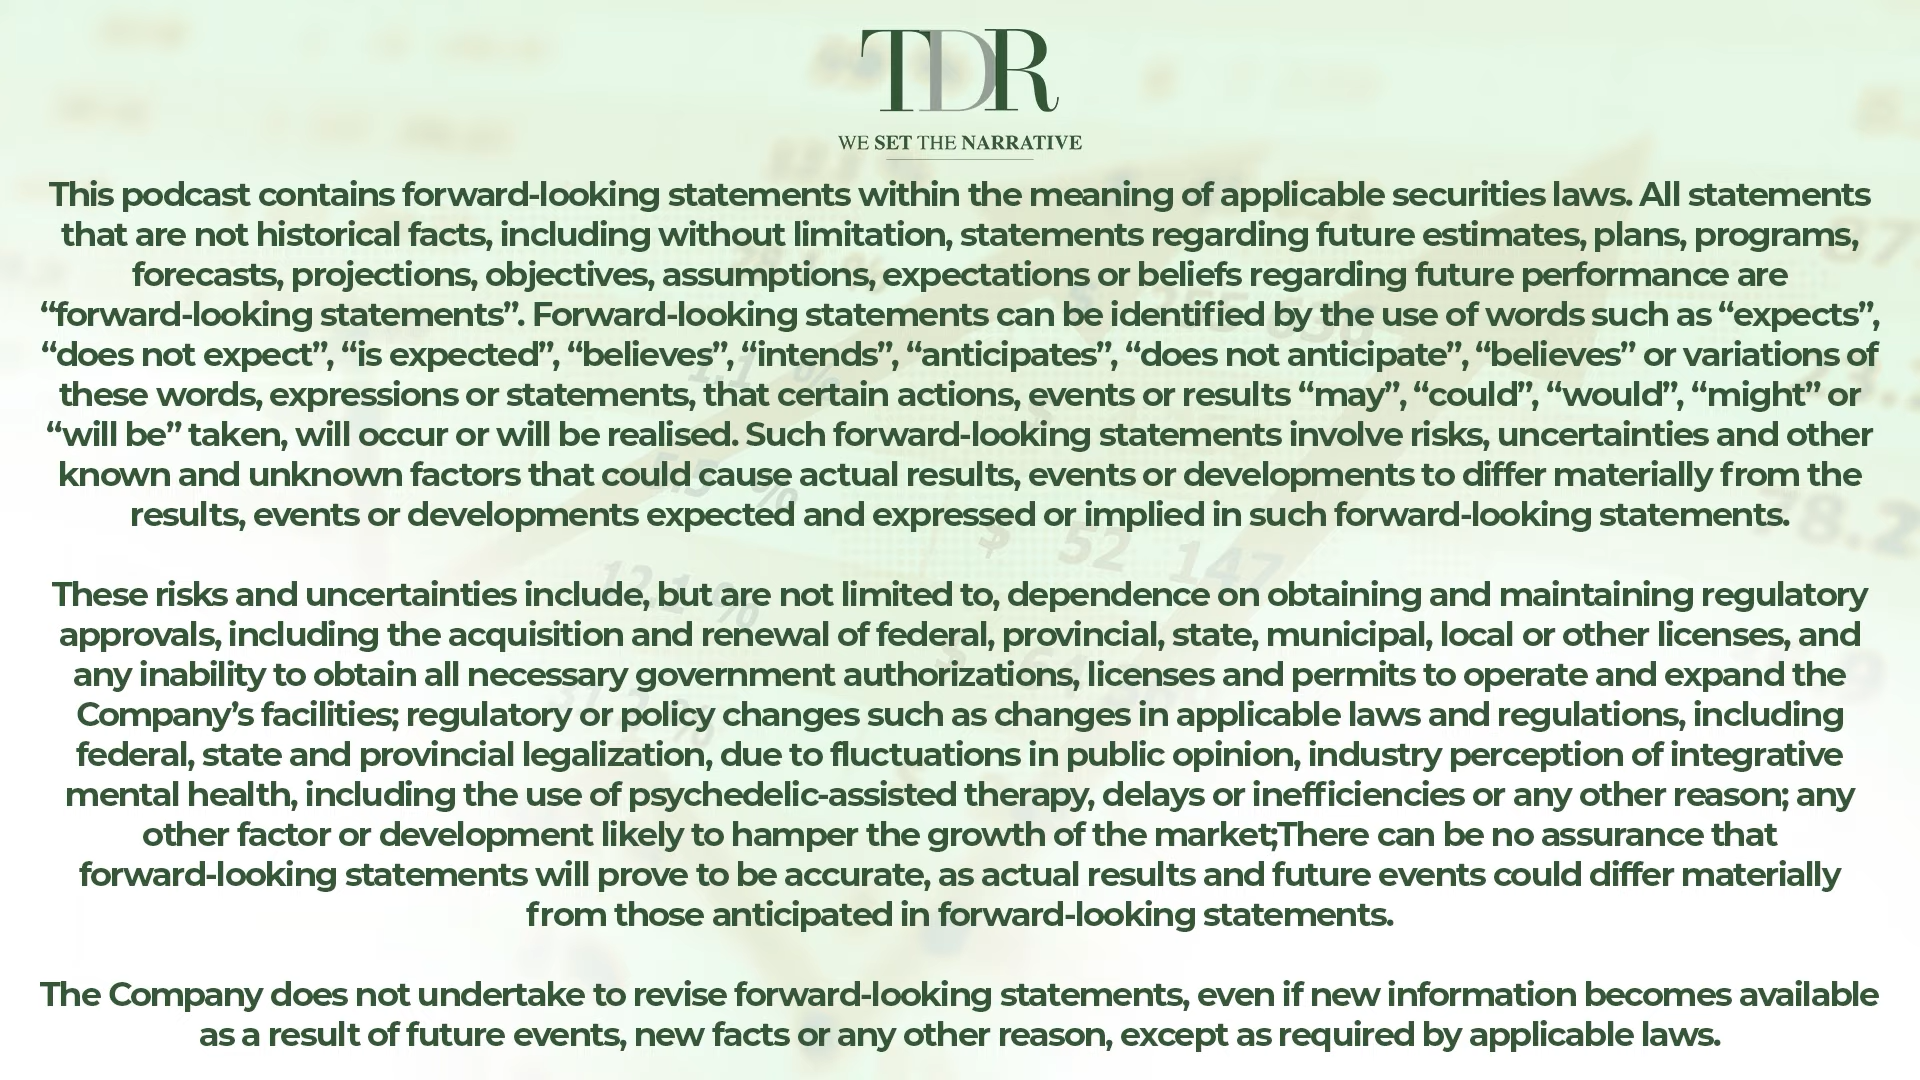 TDR
WE SET THE NARRATIVE
This podcast contains forward-looking statements within the meaning of applicable securities laws. All statements
that are not historical facts, including without limitation, statements regarding future estimates, plans, programs,
forecasts, projections, objectives, assumptions, expectations or beliefs regarding future performance are
“forward-looking statements”. Forward-looking statements can be identified by the use of words such as “expects”,
“does not expect”, “is expected”, “believes”, “intends”, “anticipates”, “does not anticipate”, “believes” or variations of
these words, expressions or statements, that certain actions, events or results “may”, “could”, “would”, “might” or
“will be” taken, will occur or will be realised. Such forward-looking statements involve risks, uncertainties and other
known and unknown factors that could cause actual results, events or developments to differ materially from the
results, events or developments expected and expressed or implied in such forward-looking statements.
These risks and uncertainties include, but are not limited to, dependence on obtaining and maintaining regulatory
approvals, including the acquisition and renewal of federal, provincial, state, municipal, local or other licenses, and
any inability to obtain all necessary government authorizations, licenses and permits to operate and expand the
Company’s facilities; regulatory or policy changes such as changes in applicable laws and regulations, including
federal, state and provincial legalization, due to fluctuations in public opinion, industry perception of integrative
mental health, including the use of psychedelic-assisted therapy, delays or inefficiencies or any other reason; any
other factor or development likely to hamper the growth of the market;There can be no assurance that
forward-looking statements will prove to be accurate, as actual results and future events could differ materially
from those anticipated in forward-looking statements.
The Company does not undertake to revise forward-looking statements, even if new information becomes available
as a result of future events, new facts or any other reason, except as required by applicable laws.
1.1 %
12.1 %
$ 52 147
78.2